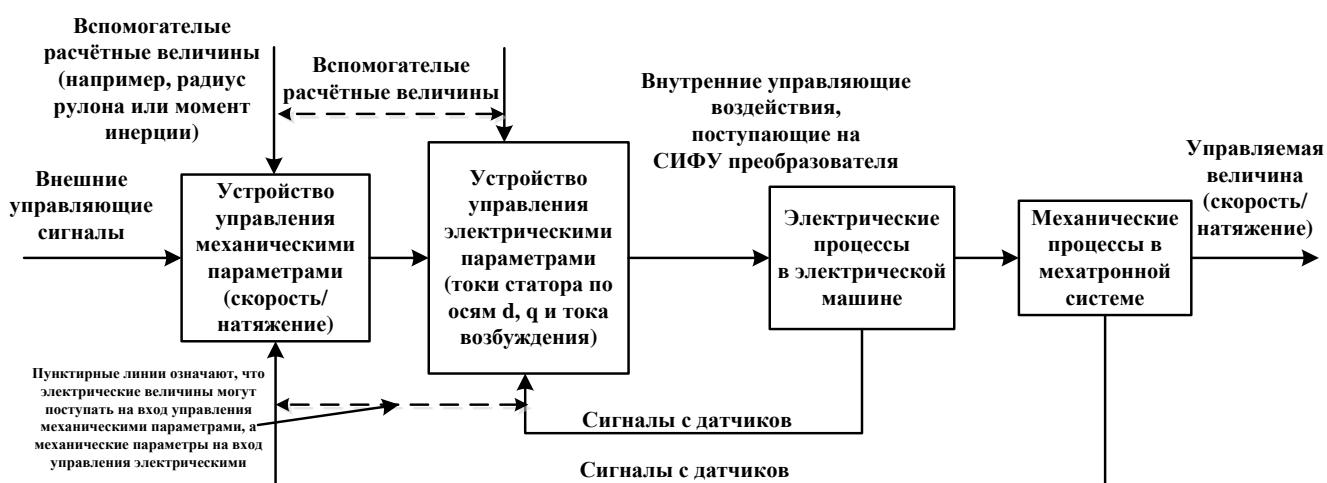 Вспомогателые
расчётные величины
(например, радиус
рулона или момент
инерции)
Вспомогателые
расчётные величины
Внутренние управляющие
воздействия,
поступающие на
СИФУ преобразователя
Управляемая
величина
(скорость/
натяжение)
Внешние
управляющие
сигналы
Устройство
управления
механическими
параметрами
(скорость/
натяжение)
Устройство
управления
электрическими
параметрами
(токи статора по
осям d, q и тока
возбуждения)
Электрические
процессы
в электрической
машине
Механические
процессы в
мехатронной
системе
Пунктирные линии означают, что
электрические величины могут
поступать на вход управления
механическими параметрами, а
механические параметры на вход
управления электрическими
Сигналы с датчиков
Сигналы с датчиков